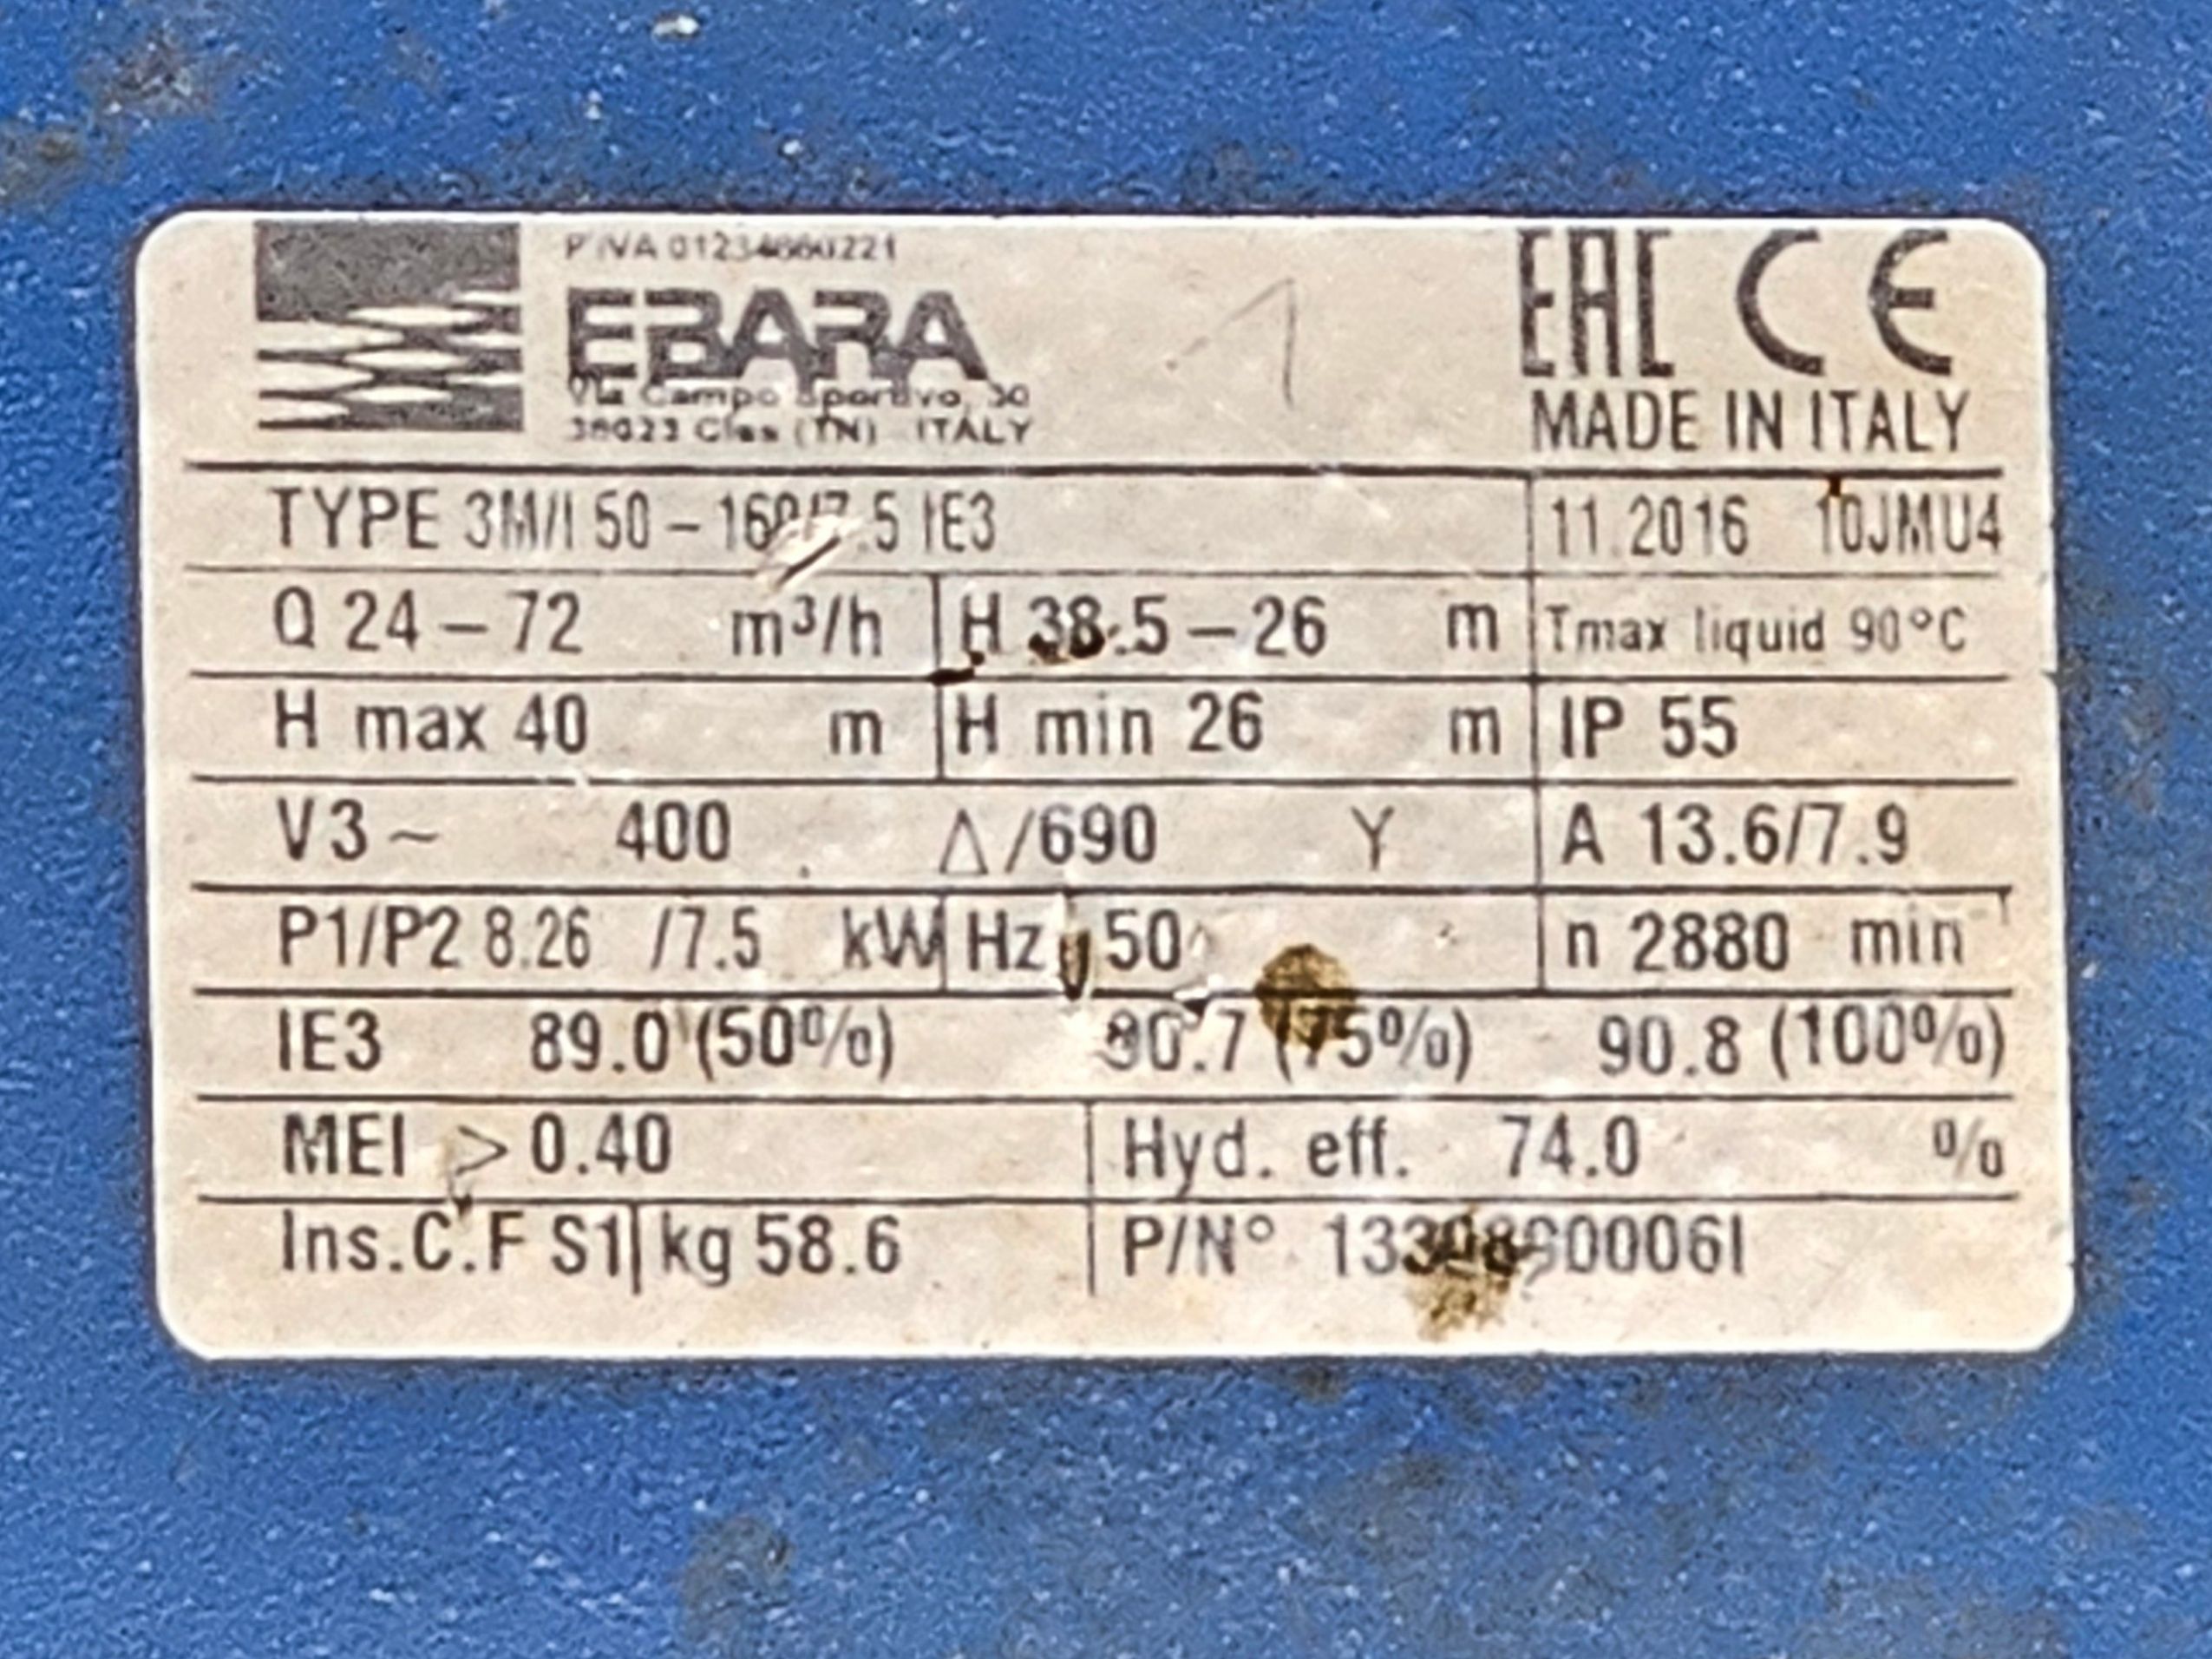 P.IVA 01234660221
EBARA
Via Campo Sportivo, 30
38023 Cles (TN) ITALY
EAC CE
MADE IN ITALY
TYPE 3M/I 50 – 160/7.5 IE3
11.2016 10JMU4
Q 24 – 72 m³/h H 38.5 – 26 m Tmax liquid 90°C
H max 40 m H min 26 m IP 55
V3~ 400 Δ/690 Y A 13.6/7.9
P1/P2 8.26 /7.5 kW Hz 50 n 2880 min⁻¹
IE3 89.0 (50%) 90.7 (75%) 90.8 (100%)
MEI > 0.40 Hyd. eff. 74.0 %
Ins.C.F S1 kg 58.6 P/N°